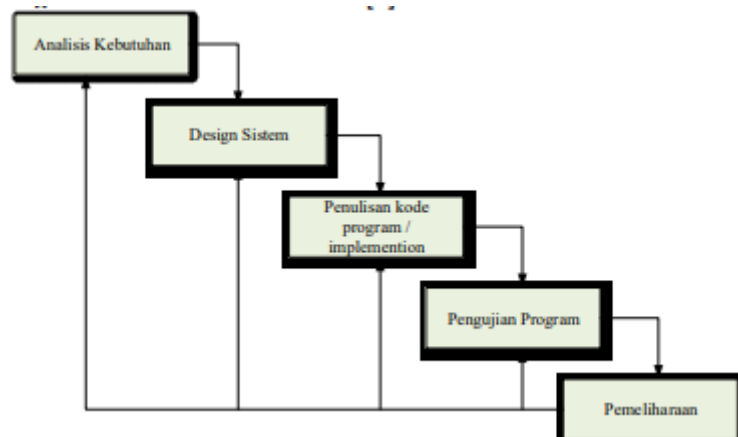 Analisis Kebutuhan
Design Sistem
Penulisan kode
program /
implemention
Pengujian Program
Pemeliharaan